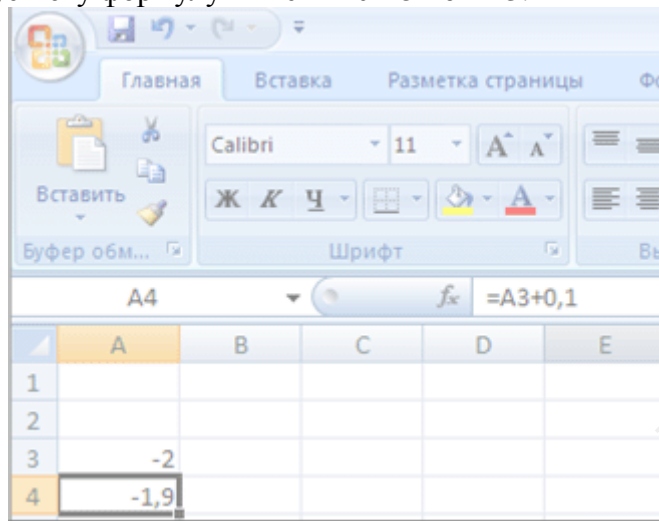 Главная Вставка Разметка страницы
Calibri 11 A A
Вставить Ж К Ч A
Буфер обм... Шрифт
A4 fx =A3+0,1
A B C D E
1
2
3 -2
4 -1,9